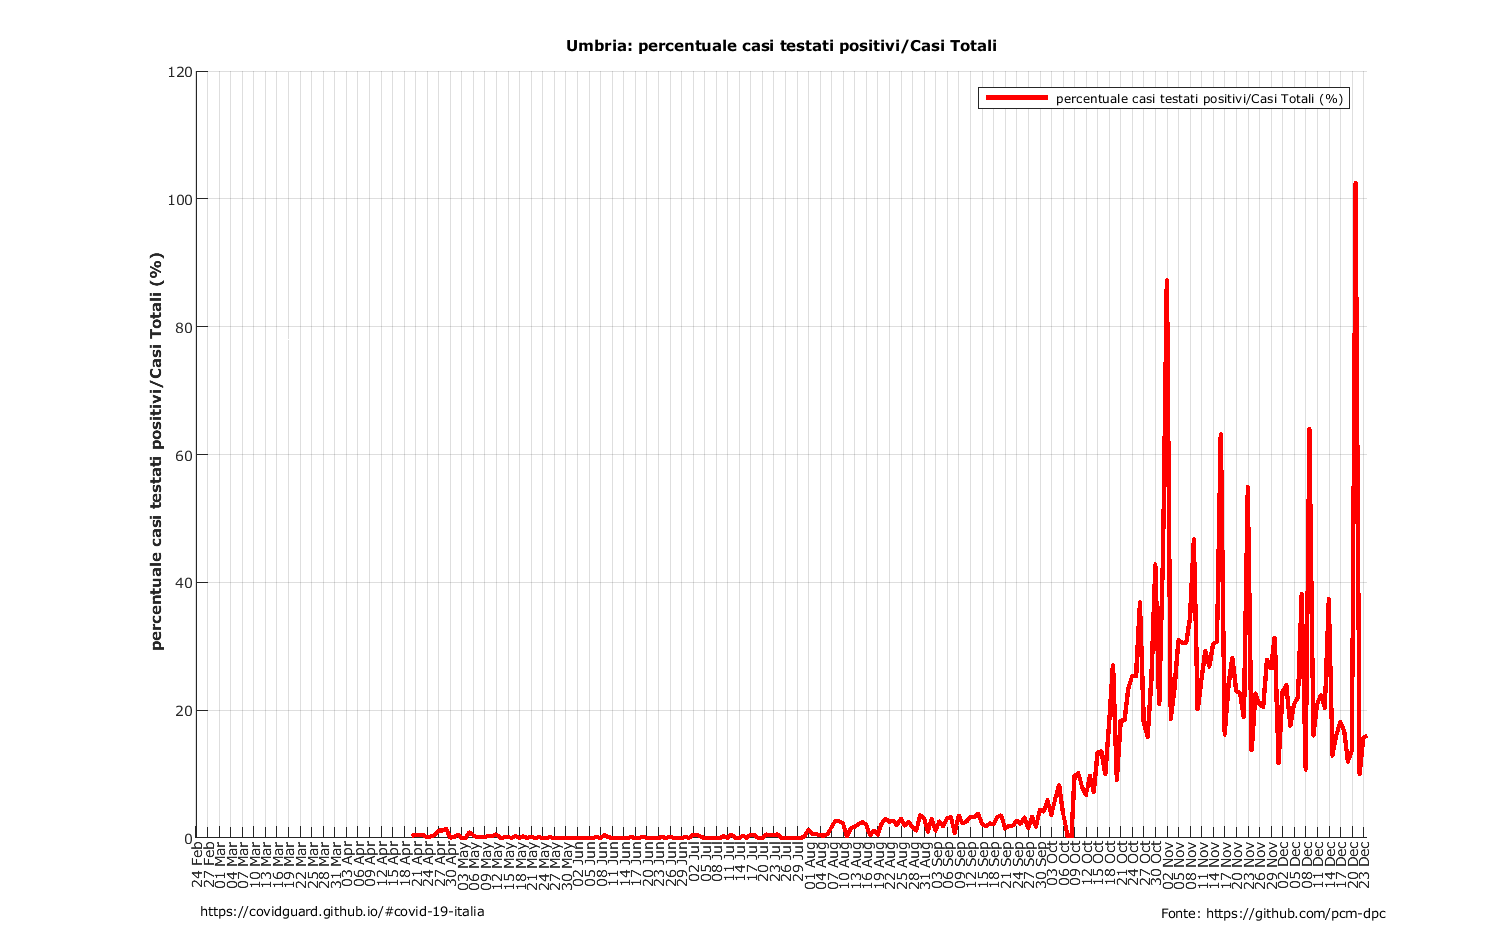 Umbria: percentuale casi testati positivi/Casi Totali
percentuale casi testati positivi/Casi Totali (%)
percentuale casi testati positivi/Casi Totali (%)
120
100
80
60
40
20
0
24 Feb
27 Feb
01 Mar
04 Mar
07 Mar
10 Mar
13 Mar
16 Mar
19 Mar
22 Mar
25 Mar
28 Mar
31 Mar
03 Apr
06 Apr
09 Apr
12 Apr
15 Apr
18 Apr
21 Apr
24 Apr
27 Apr
30 Apr
03 May
06 May
09 May
12 May
15 May
18 May
21 May
24 May
27 May
30 May
02 Jun
05 Jun
08 Jun
11 Jun
14 Jun
17 Jun
20 Jun
23 Jun
26 Jun
29 Jun
02 Jul
05 Jul
08 Jul
11 Jul
14 Jul
17 Jul
20 Jul
23 Jul
26 Jul
29 Jul
01 Aug
04 Aug
07 Aug
10 Aug
13 Aug
16 Aug
19 Aug
22 Aug
25 Aug
28 Aug
31 Aug
03 Sep
06 Sep
09 Sep
12 Sep
15 Sep
18 Sep
21 Sep
24 Sep
27 Sep
30 Sep
03 Oct
06 Oct
09 Oct
12 Oct
15 Oct
18 Oct
21 Oct
24 Oct
27 Oct
30 Oct
02 Nov
05 Nov
08 Nov
11 Nov
14 Nov
17 Nov
20 Nov
23 Nov
26 Nov
29 Nov
02 Dec
05 Dec
08 Dec
11 Dec
14 Dec
17 Dec
20 Dec
23 Dec
https://covidguard.github.io/#covid-19-italia
Fonte: https://github.com/pcm-dpc